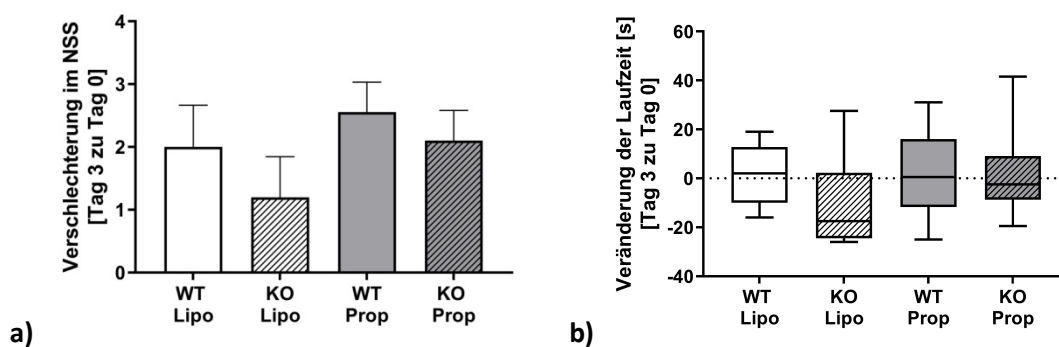 Verschlechterung im NSS
[Tag 3 zu Tag 0]
4
3
2
1
0
WT
Lipo
KO
Lipo
WT
Prop
KO
Prop
a)
Veränderung der Laufzeit [s]
[Tag 3 zu Tag 0]
60
40
20
0
-20
-40
WT
Lipo
KO
Lipo
WT
Prop
KO
Prop
b)